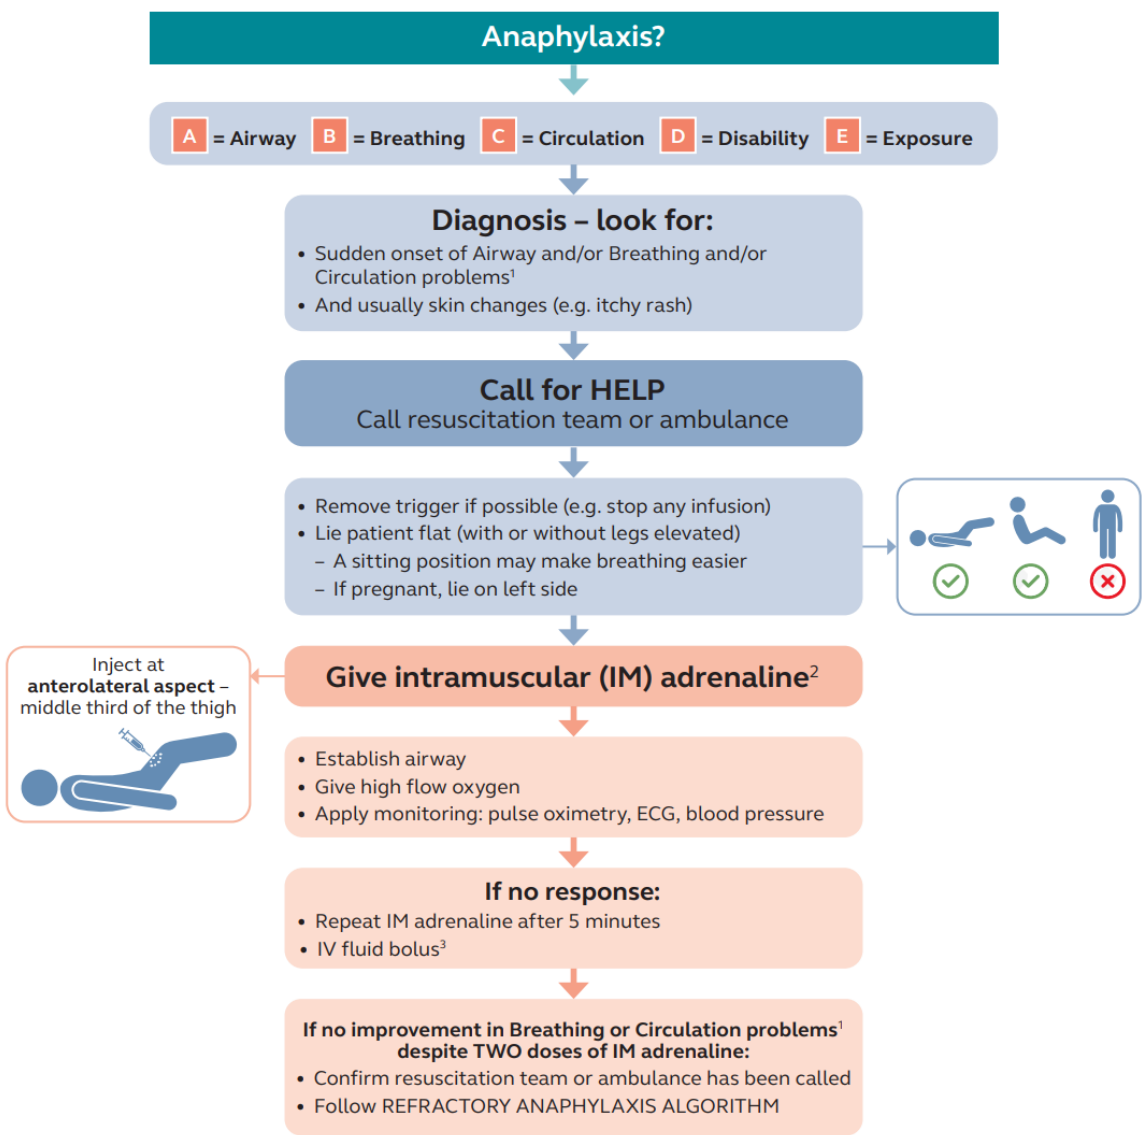 Anaphylaxis?
A = Airway B = Breathing C = Circulation D = Disability E = Exposure
Diagnosis – look for:
• Sudden onset of Airway and/or Breathing and/or
Circulation problems¹
• And usually skin changes (e.g. itchy rash)
Call for HELP
Call resuscitation team or ambulance
• Remove trigger if possible (e.g. stop any infusion)
• Lie patient flat (with or without legs elevated)
– A sitting position may make breathing easier
– If pregnant, lie on left side
Give intramuscular (IM) adrenaline²
Inject at
anterolateral aspect –
middle third of the thigh
• Establish airway
• Give high flow oxygen
• Apply monitoring: pulse oximetry, ECG, blood pressure
If no response:
• Repeat IM adrenaline after 5 minutes
• IV fluid bolus³
If no improvement in Breathing or Circulation problems¹
despite TWO doses of IM adrenaline:
• Confirm resuscitation team or ambulance has been called
• Follow REFRACTORY ANAPHYLAXIS ALGORITHM